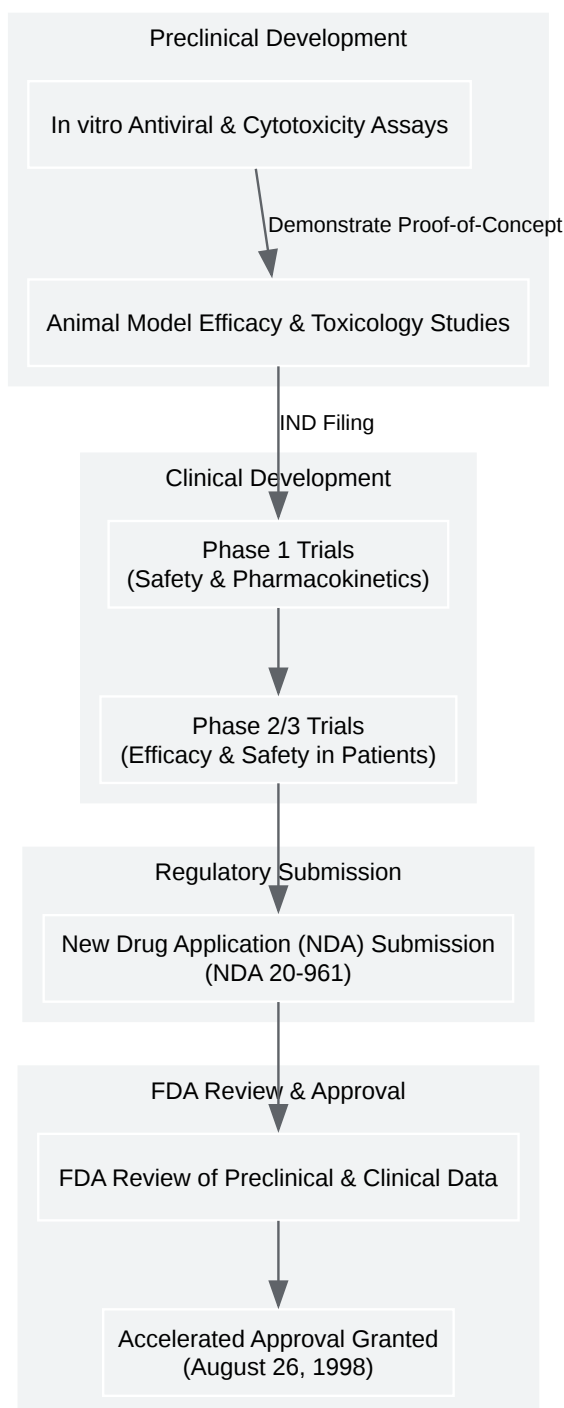 Preclinical Development
In vitro Antiviral & Cytotoxicity Assays
Demonstrate Proof-of-Concept
Animal Model Efficacy & Toxicology Studies
IND Filing
Clinical Development
Phase 1 Trials
(Safety & Pharmacokinetics)
Phase 2/3 Trials
(Efficacy & Safety in Patients)
Regulatory Submission
New Drug Application (NDA) Submission
(NDA 20-961)
FDA Review & Approval
FDA Review of Preclinical & Clinical Data
Accelerated Approval Granted
(August 26, 1998)